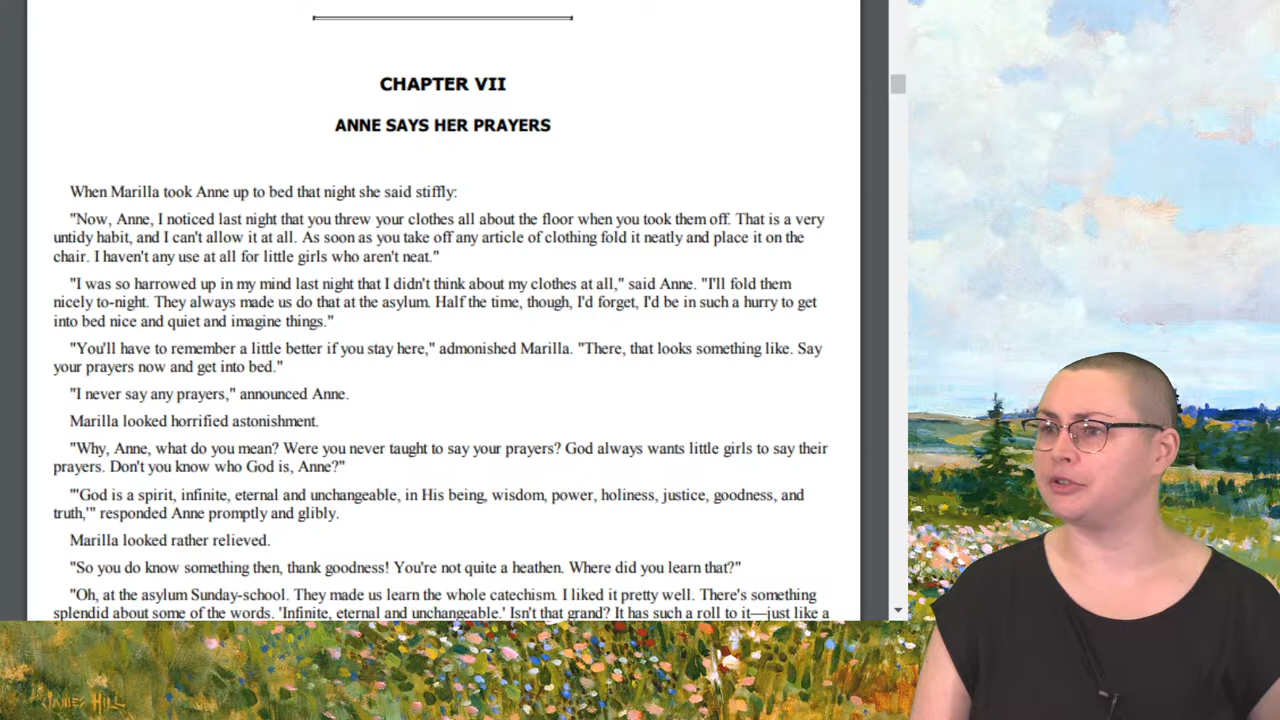 CHAPTER VII
ANNE SAYS HER PRAYERS
When Marilla took Anne up to bed that night she said stiffly:
"Now, Anne, I noticed last night that you threw your clothes all about the floor when you took them off. That is a very
untidy habit, and I can't allow it at all. As soon as you take off any article of clothing fold it neatly and place it on the
chair. I haven't any use at all for little girls who aren't neat."
"I was so harrowed up in my mind last night that I didn't think about my clothes at all," said Anne. "I'll fold them
nicely to-night. They always made us do that at the asylum. Half the time, though, I'd forget, I'd be in such a hurry to get
into bed nice and quiet and imagine things."
"You'll have to remember a little better if you stay here," admonished Marilla. "There, that looks something like. Say
your prayers now and get into bed."
"I never say any prayers," announced Anne.
Marilla looked horrified astonishment.
"Why, Anne, what do you mean? Were you never taught to say your prayers? God always wants little girls to say their
prayers. Don't you know who God is, Anne?"
"'God is a spirit, infinite, eternal and unchangeable, in His being, wisdom, power, holiness, justice, goodness, and
truth,'" responded Anne promptly and glibly.
Marilla looked rather relieved.
"So you do know something then, thank goodness! You're not quite a heathen. Where did you learn that?"
"Oh, at the asylum Sunday-school. They made us learn the whole catechism. I liked it pretty well. There's something
splendid about some of the words. 'Infinite, eternal and unchangeable.' Isn't that grand? It has such a roll to it—just like a
JAMES HILL